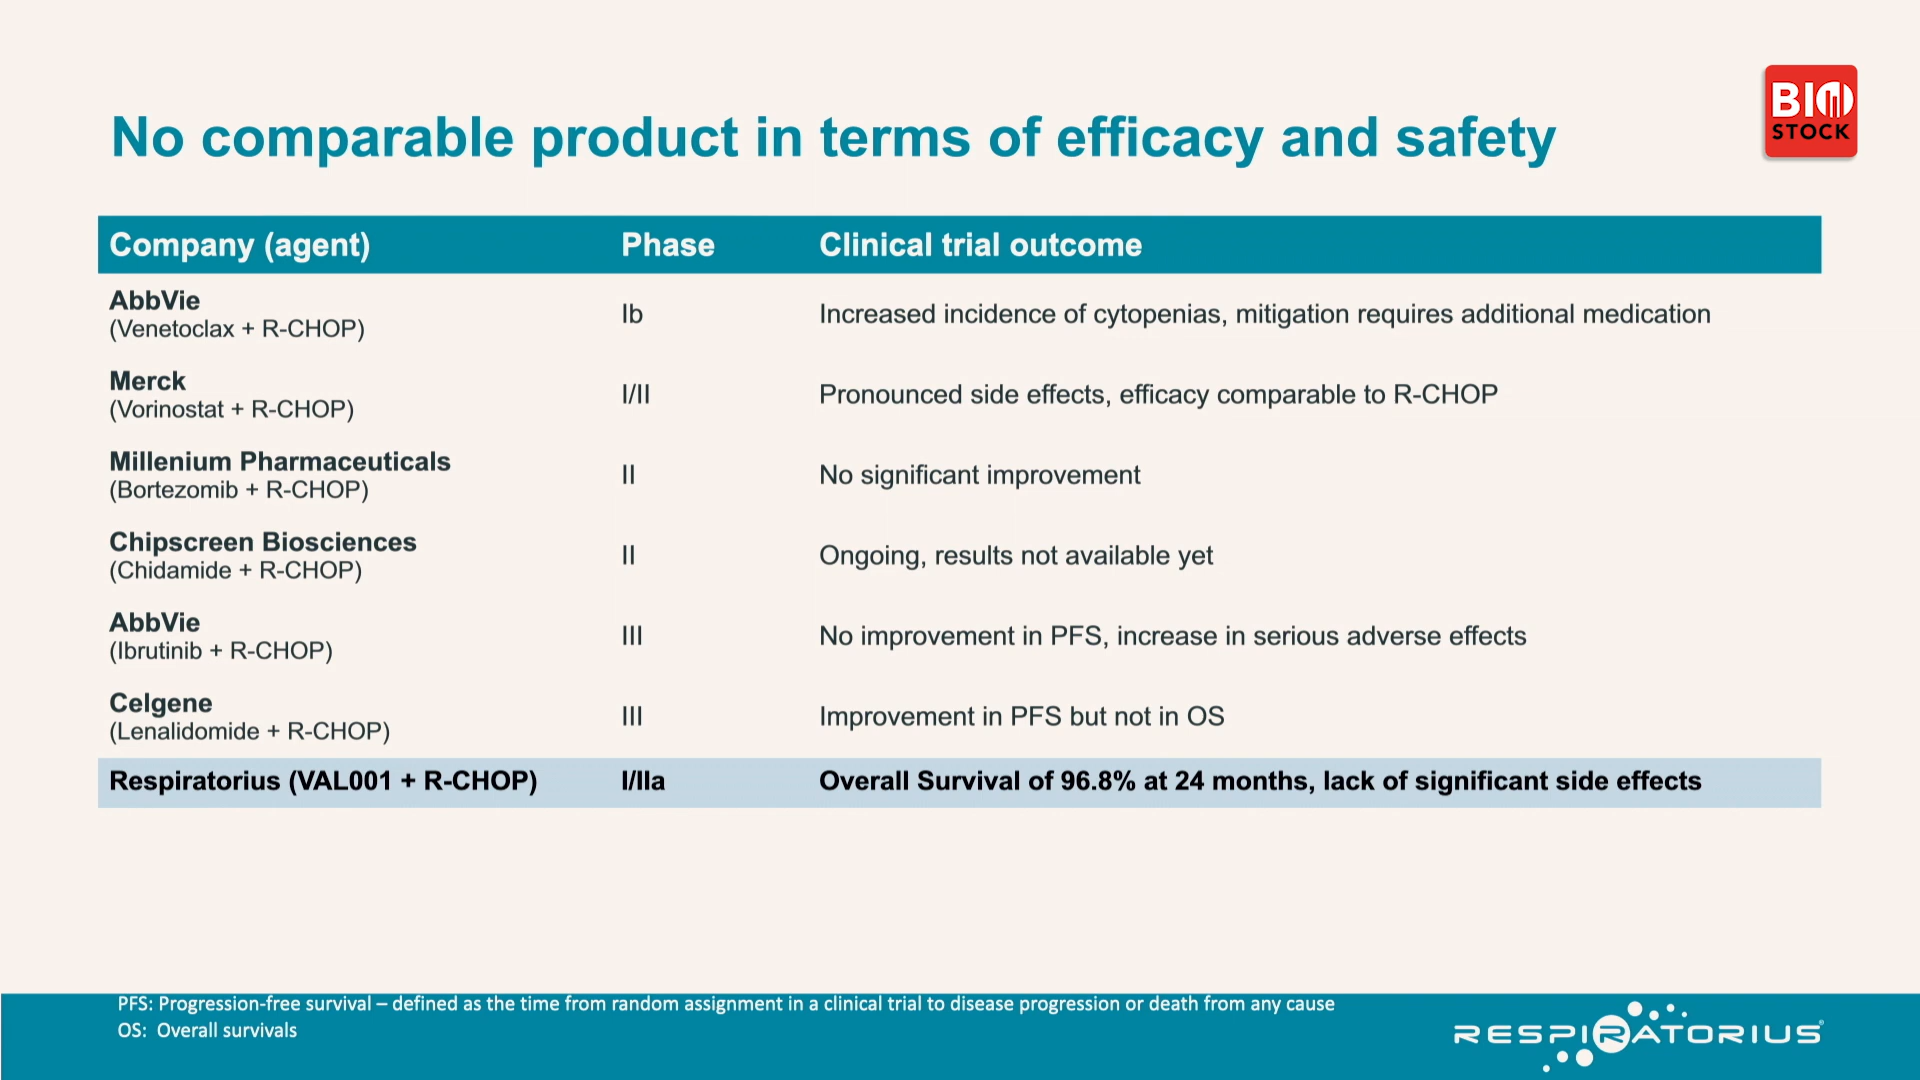 BIO
STOCK
No comparable product in terms of efficacy and safety
Company (agent) Phase Clinical trial outcome
AbbVie
(Venetoclax + R-CHOP) Ib Increased incidence of cytopenias, mitigation requires additional medication
Merck
(Vorinostat + R-CHOP) I/II Pronounced side effects, efficacy comparable to R-CHOP
Millenium Pharmaceuticals
(Bortezomib + R-CHOP) II No significant improvement
Chipscreen Biosciences
(Chidamide + R-CHOP) II Ongoing, results not available yet
AbbVie
(Ibrutinib + R-CHOP) III No improvement in PFS, increase in serious adverse effects
Celgene
(Lenalidomide + R-CHOP) III Improvement in PFS but not in OS
Respiratorius (VAL001 + R-CHOP) I/IIa Overall Survival of 96.8% at 24 months, lack of significant side effects
PFS: Progression-free survival – defined as the time from random assignment in a clinical trial to disease progression or death from any cause
OS: Overall survivals
RESPIRATORIUS